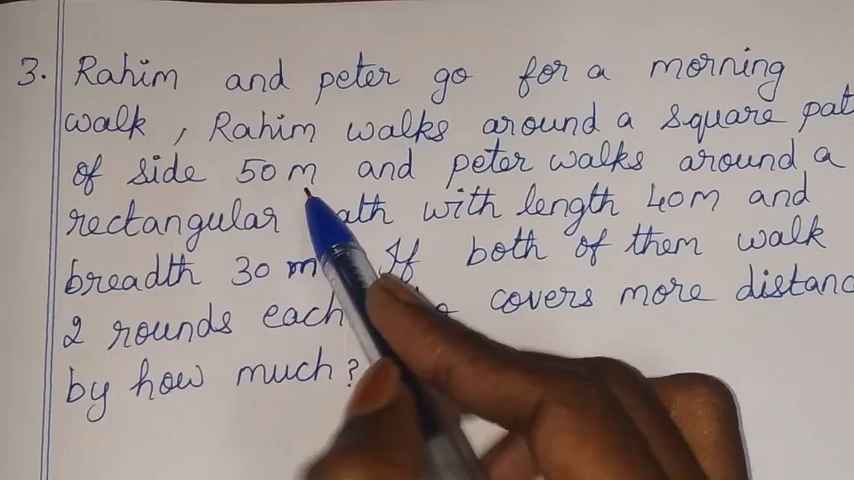 3. Rahim and peter go for a morning
walk, Rahim walks around a square pat
of side 50 m and peter walks around a
rectangular ath with length 40m and
breadth 30 m If both of them walk
2 rounds each covers more distanc
by how much?